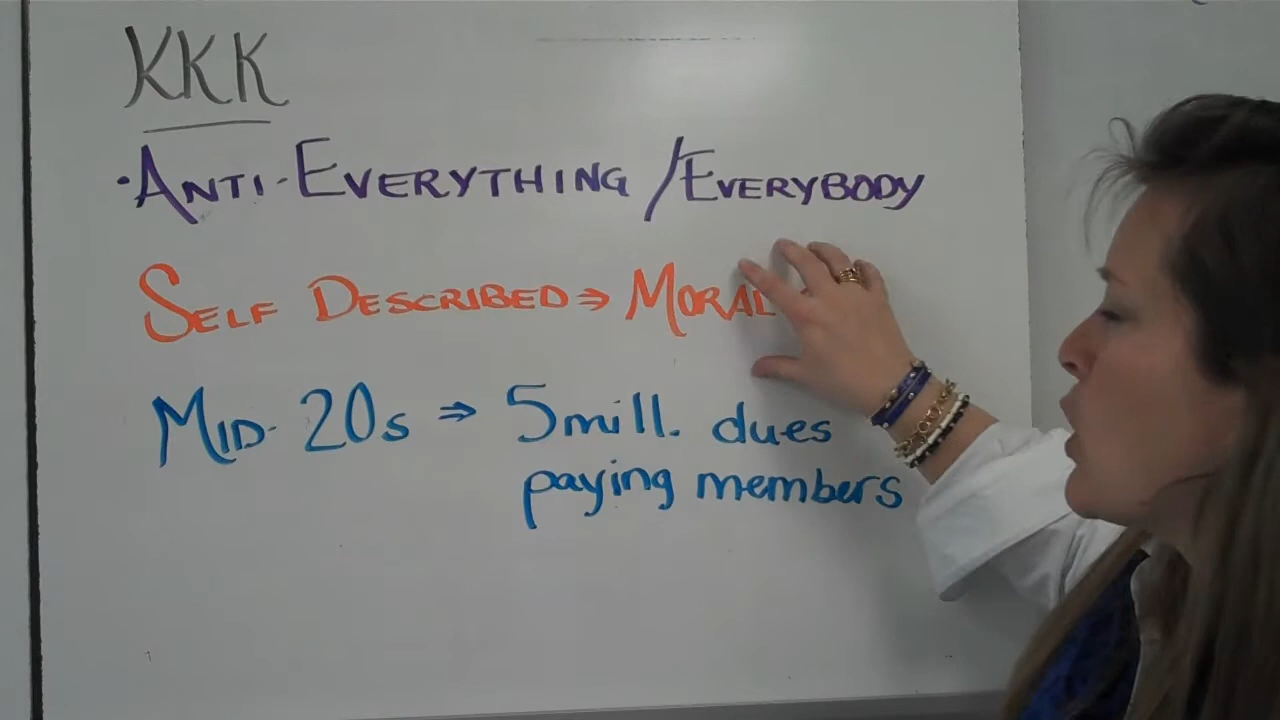 KKK
• ANTI-EVERYTHING / EVERYBODY
SELF DESCRIBED ⇒ MORAL
MID-20s ⇒ 5mill. dues
paying members